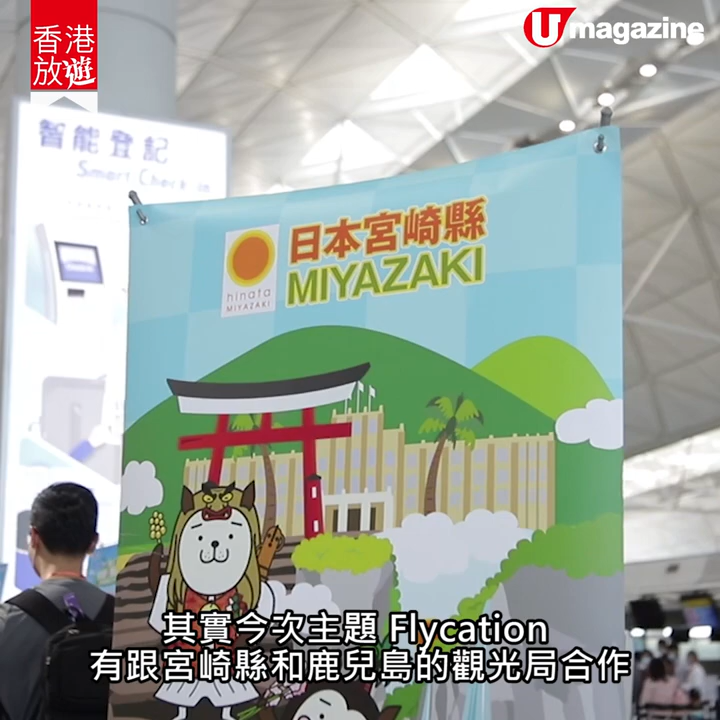 香港
放遊
U magazine
智能登記
Smart Check-in
日本宮崎縣
MIYAZAKI
hinata
MIYAZAKI
其實今次主題 Flycation
有跟宮崎縣和鹿兒島的觀光局合作